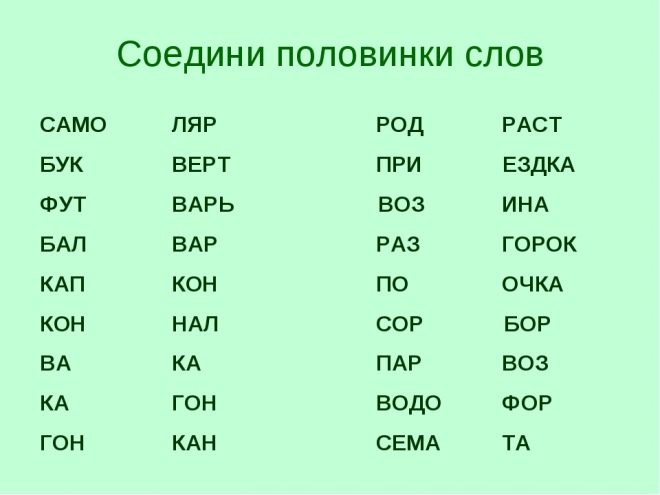 Соедини половинки слов
САМО ЛЯР РОД РАСТ
БУК ВЕРТ ПРИ ЕЗДКА
ФУТ ВАРЬ ВОЗ ИНА
БАЛ ВАР РАЗ ГОРОК
КАП КОН ПО ОЧКА
КОН НАЛ СОР БОР
ВА КА ПАР ВОЗ
КА ГОН ВОДО ФОР
ГОН КАН СЕМА ТА